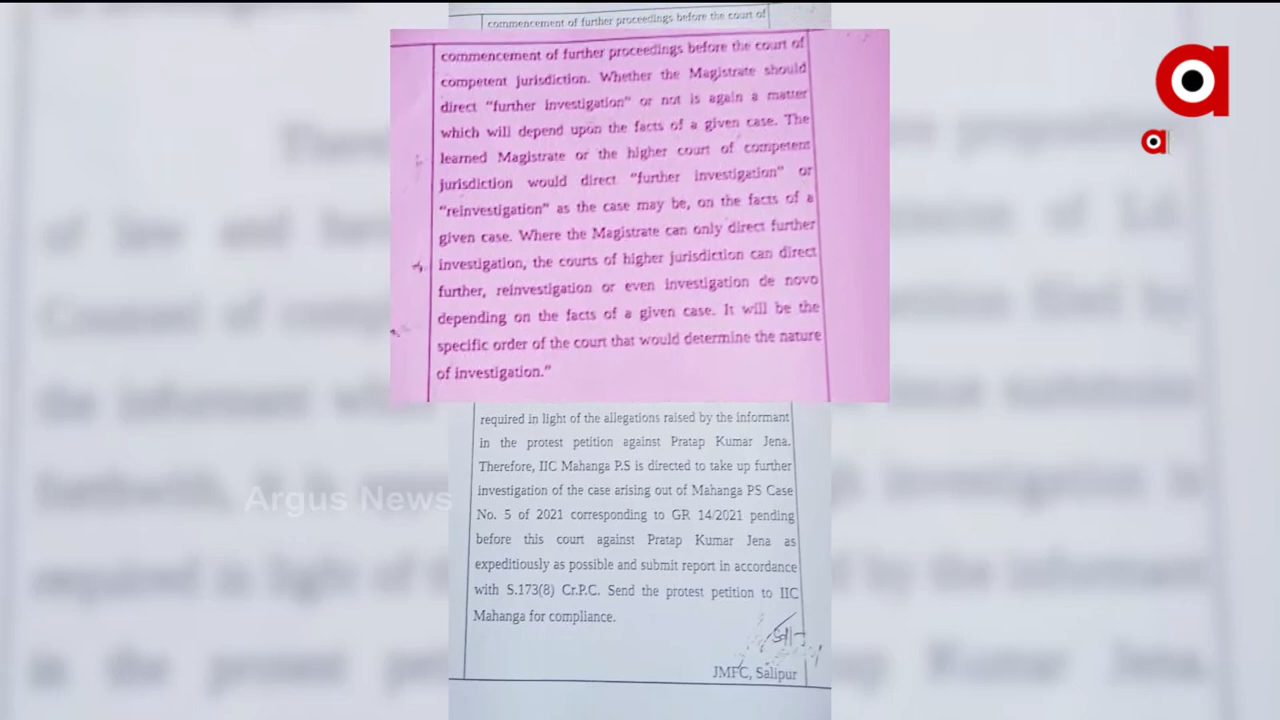 commencement of further proceedings before the court of
commencement of further proceedings before the court of
competent jurisdiction. Whether the Magistrate should
direct "further investigation" or not is again a matter
which will depend upon the facts of a given case. The
learned Magistrate or the higher court of competent
jurisdiction would direct "further investigation" or
"reinvestigation" as the case may be, on the facts of a
given case. Where the Magistrate can only direct further
investigation, the courts of higher jurisdiction can direct
further, reinvestigation or even investigation de novo
depending on the facts of a given case. It will be the
specific order of the court that would determine the nature
of investigation."
required in light of the allegations raised by the informant
in the protest petition against Pratap Kumar Jena.
Therefore, IIC Mahanga P.S is directed to take up further
investigation of the case arising out of Mahanga PS Case
No. 5 of 2021 corresponding to GR 14/2021 pending
before this court against Pratap Kumar Jena as
expeditiously as possible and submit report in accordance
with S.173(8) Cr.P.C. Send the protest petition to IIC
Mahanga for compliance.
Sd/-
JMFC, Salipur
Argus News